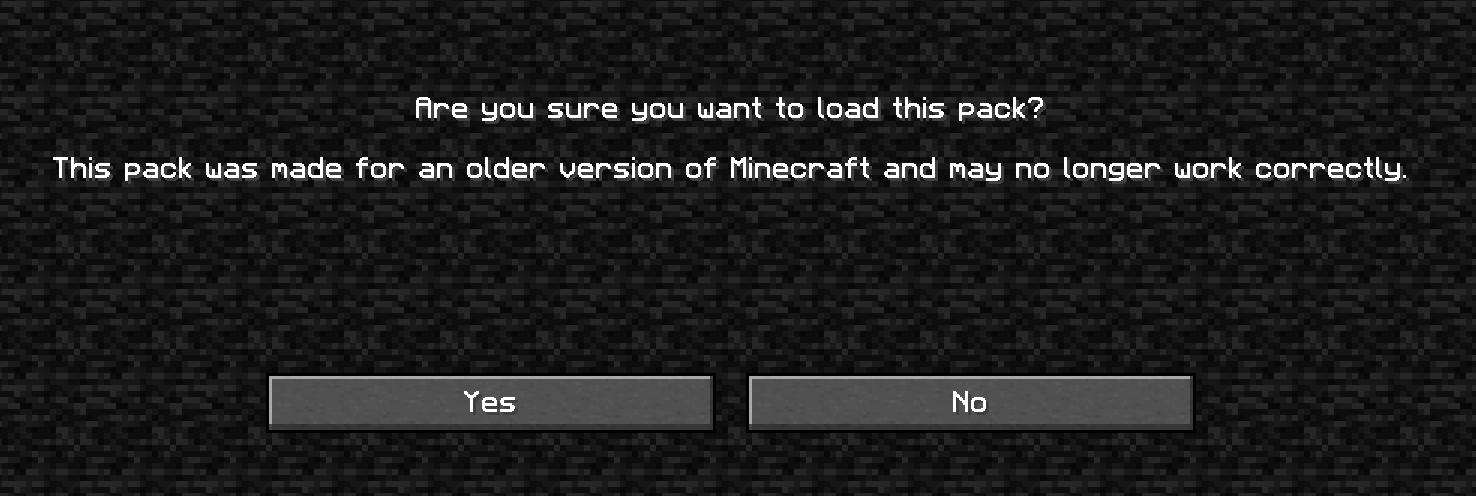 Are you sure you want to load this pack?
This pack was made for an older version of Minecraft and may no longer work correctly.
Yes
No